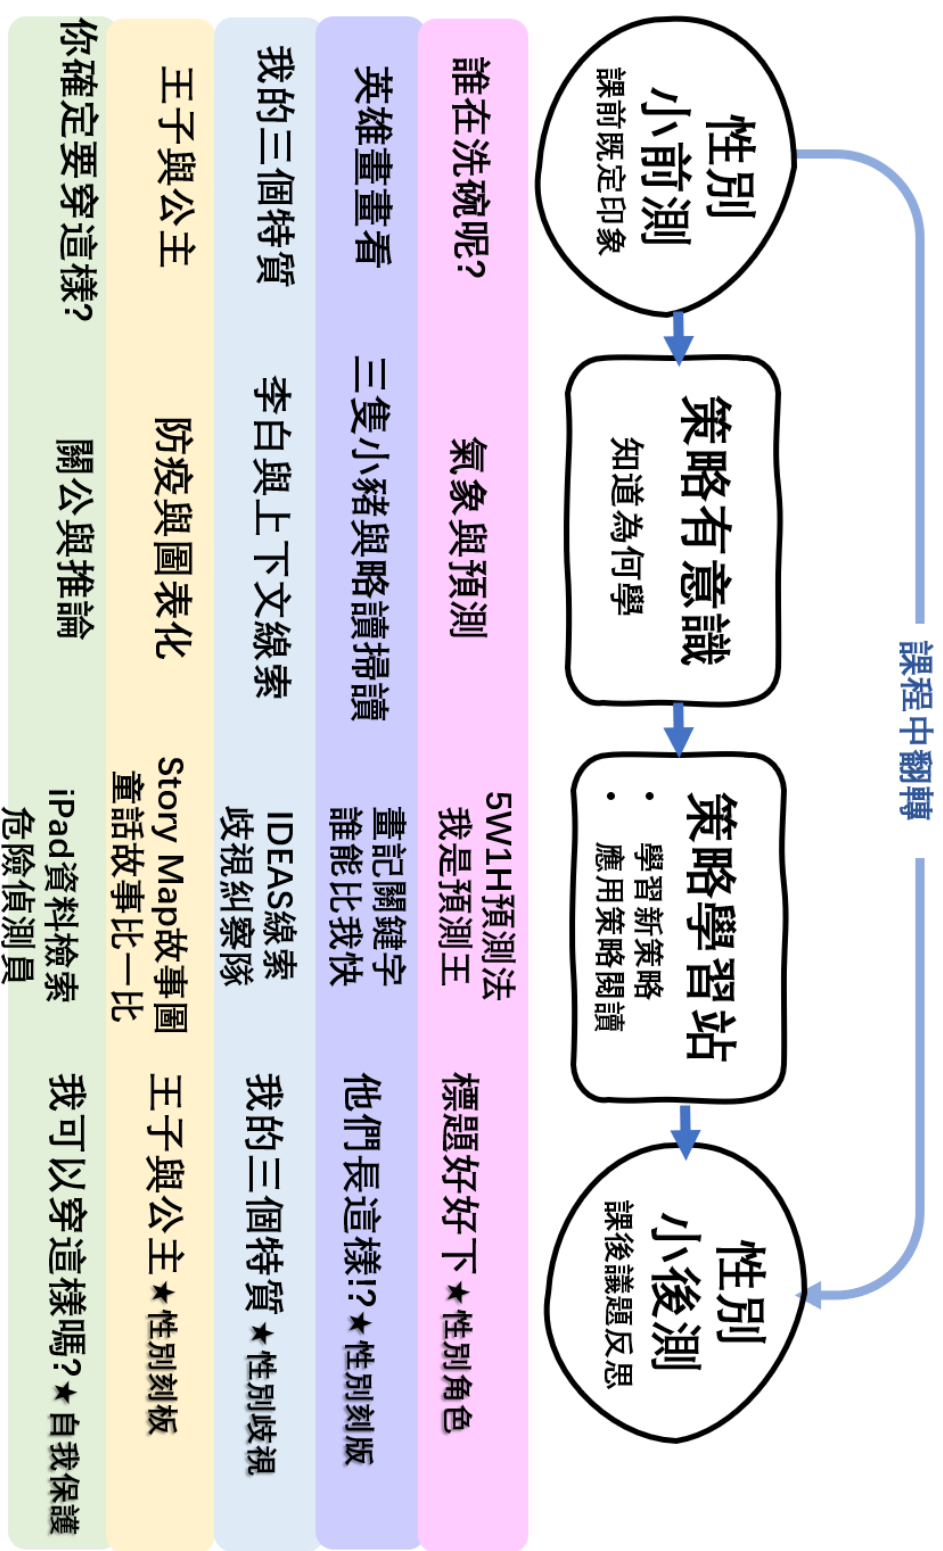 課程中翻轉
性別
小前測
課前既定印象
策略有意識
知道為何學
策略學習站
• 學習新策略
• 應用策略閱讀
性別
小後測
課後議題反思
誰在洗碗呢?
氣象與預測
5W1H預測法
我是預測王
標題好好下★性別角色
英雄畫畫看
三隻小豬與略讀掃讀
畫記關鍵字
誰能比我快
他們長這樣!?★性別刻版
我的三個特質
李白與上下文線索
IDEAS線索
歧視糾察隊
我的三個特質★性別歧視
王子與公主
防疫與圖表化
Story Map故事圖
童話故事比一比
王子與公主★性別刻板
你確定要穿這樣?
關公與推論
iPad資料檢索
危險偵測員
我可以穿這樣嗎?★自我保護